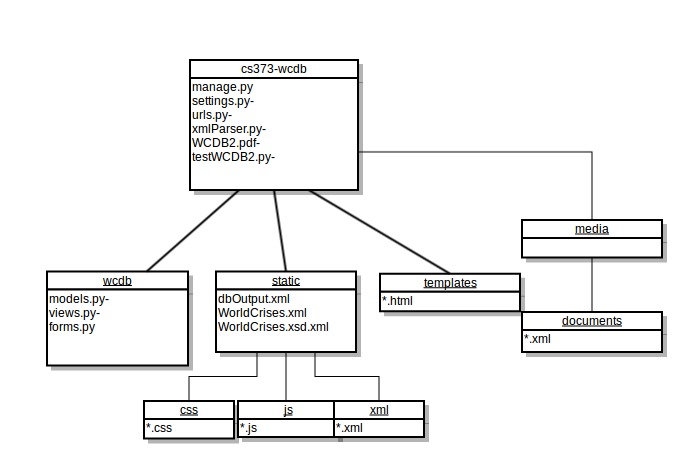 cs373-wcdb
manage.py
settings.py-
urls.py-
xmlParser.py-
WCDB2.pdf-
testWCDB2.py-
media
wcdb
models.py-
views.py-
forms.py
static
dbOutput.xml
WorldCrises.xml
WorldCrises.xsd.xml
templates
*.html
documents
*.xml
css
*.css
js
*.js
xml
*.xml